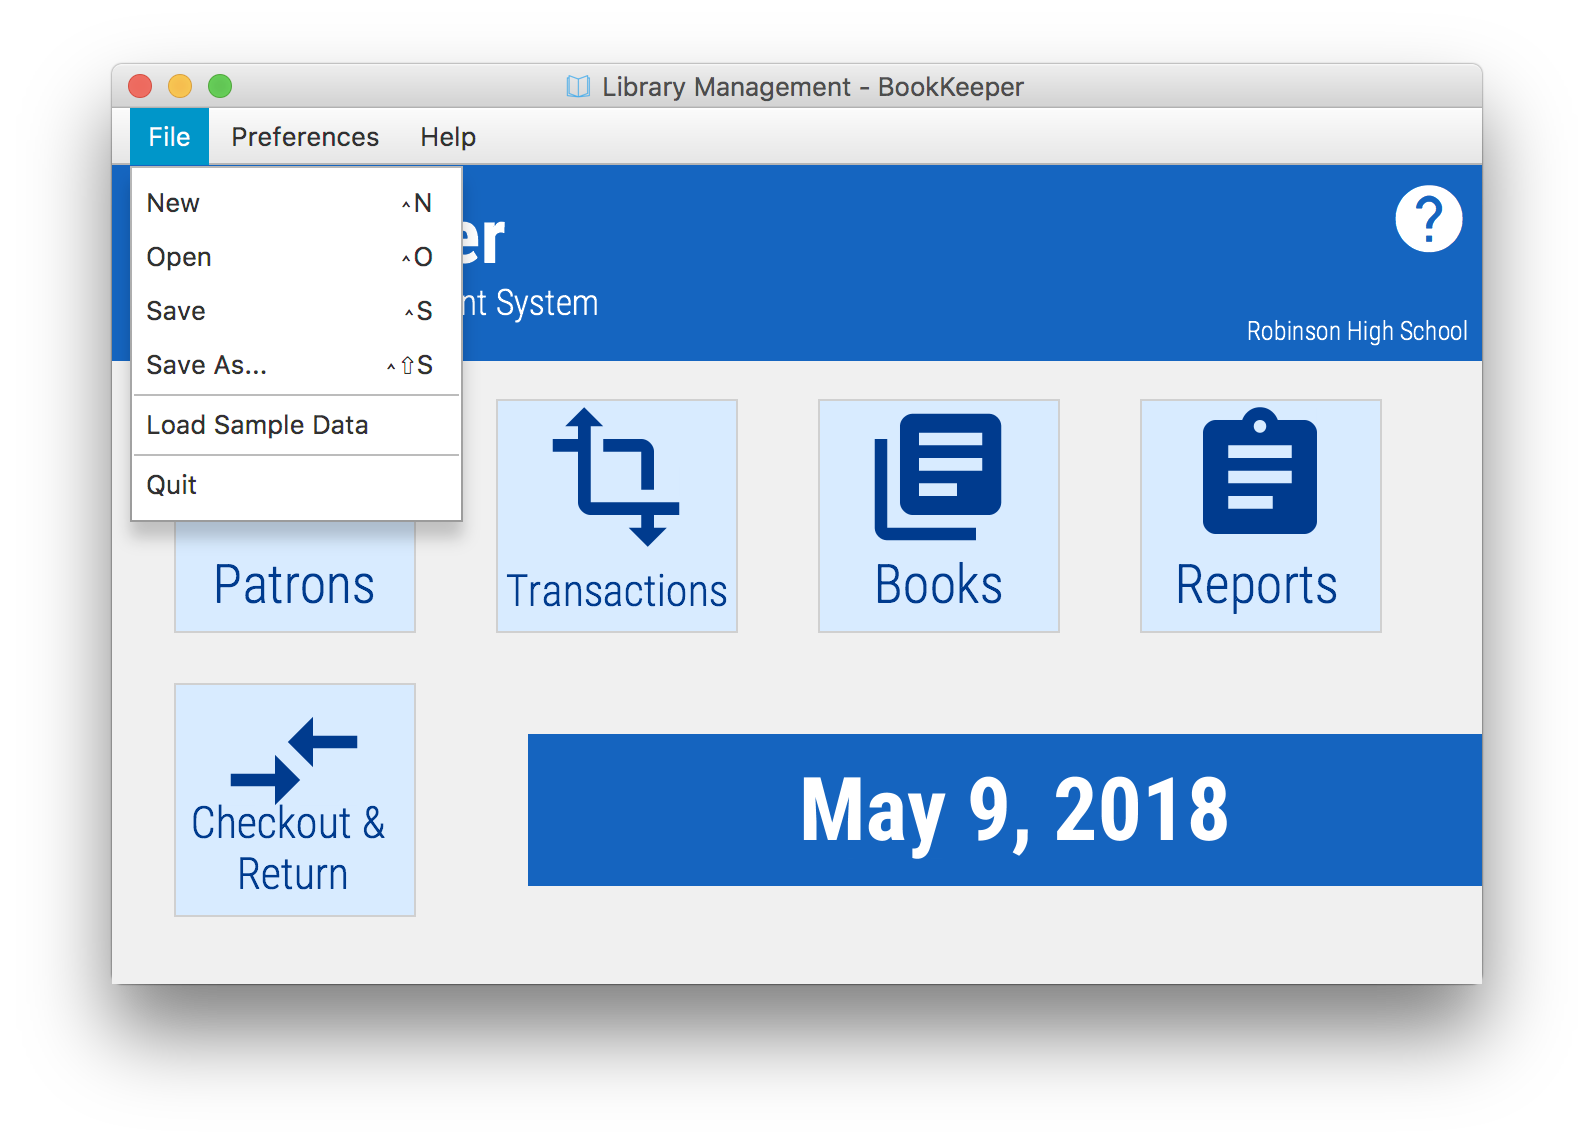 Library Management - BookKeeper
File Preferences Help
New ^N
Open ^O
Save ^S
Save As... ^⇧S
Load Sample Data
Quit
er
nt System
?
Robinson High School
Patrons
Transactions
Books
Reports
Checkout &
Return
May 9, 2018